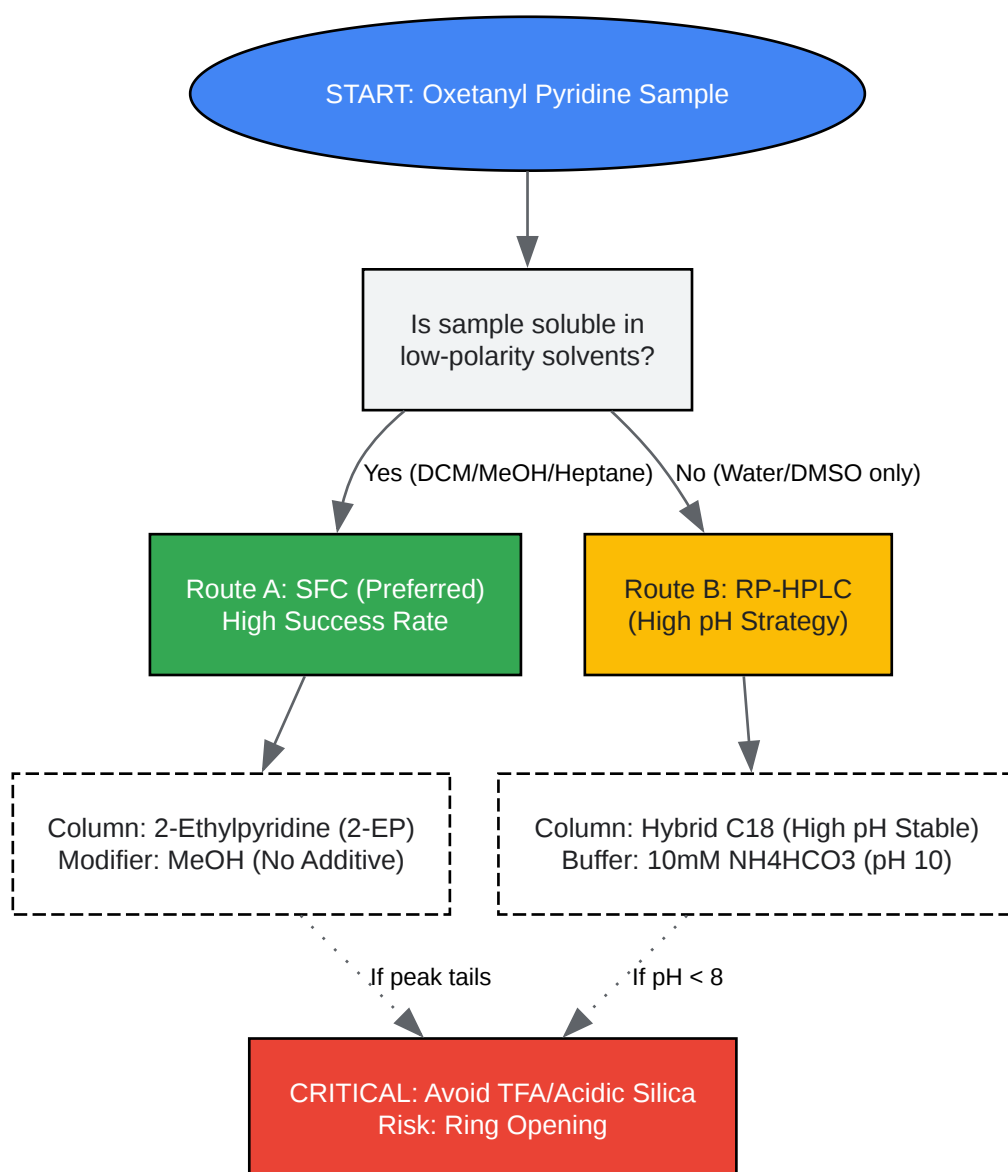 START: Oxetanyl Pyridine Sample
Is sample soluble in
low-polarity solvents?
Yes (DCM/MeOH/Heptane)
No (Water/DMSO only)
Route A: SFC (Preferred)
High Success Rate
Route B: RP-HPLC
(High pH Strategy)
Column: 2-Ethylpyridine (2-EP)
Modifier: MeOH (No Additive)
Column: Hybrid C18 (High pH Stable)
Buffer: 10mM NH4HCO3 (pH 10)
If peak tails
If pH < 8
CRITICAL: Avoid TFA/Acidic Silica
Risk: Ring Opening